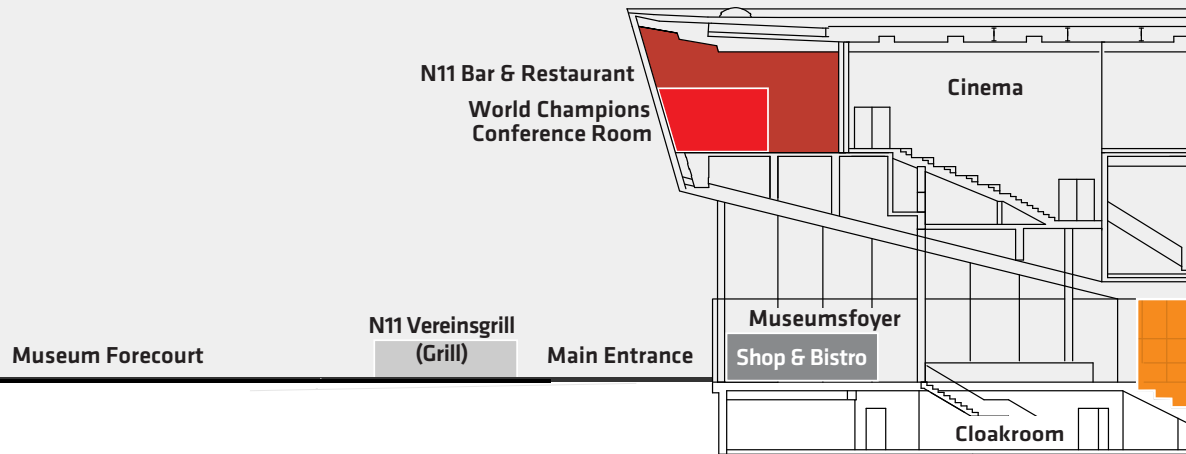 N11 Bar & Restaurant
World Champions
Conference Room
Cinema
Museum Forecourt
N11 Vereinsgrill
(Grill)
Main Entrance
Museumsfoyer
Shop & Bistro
Cloakroom